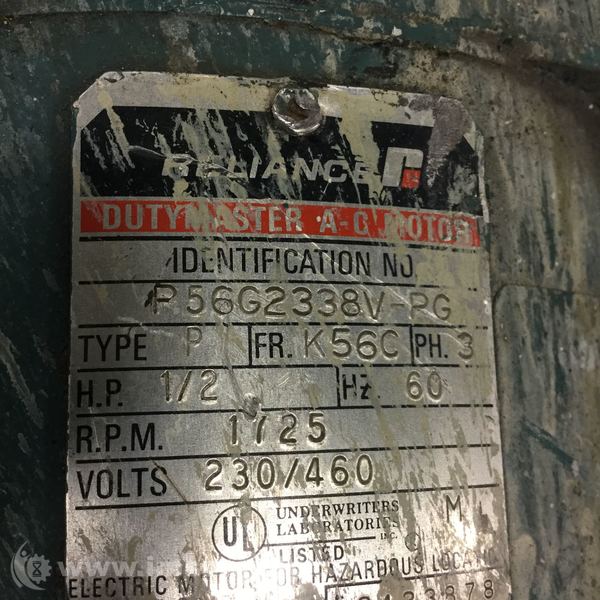 RELIANCE
DUTYMASTER A-C MOTOR
IDENTIFICATION NO.
P56G2338V-PG
TYPE P FR. K56C PH. 3
H.P. 1/2 Hz. 60
R.P.M. 1725
VOLTS 230/460
UL UNDERWRITERS LABORATORIES INC. M
LISTED
ELECTRIC MOTOR FOR HAZARDOUS